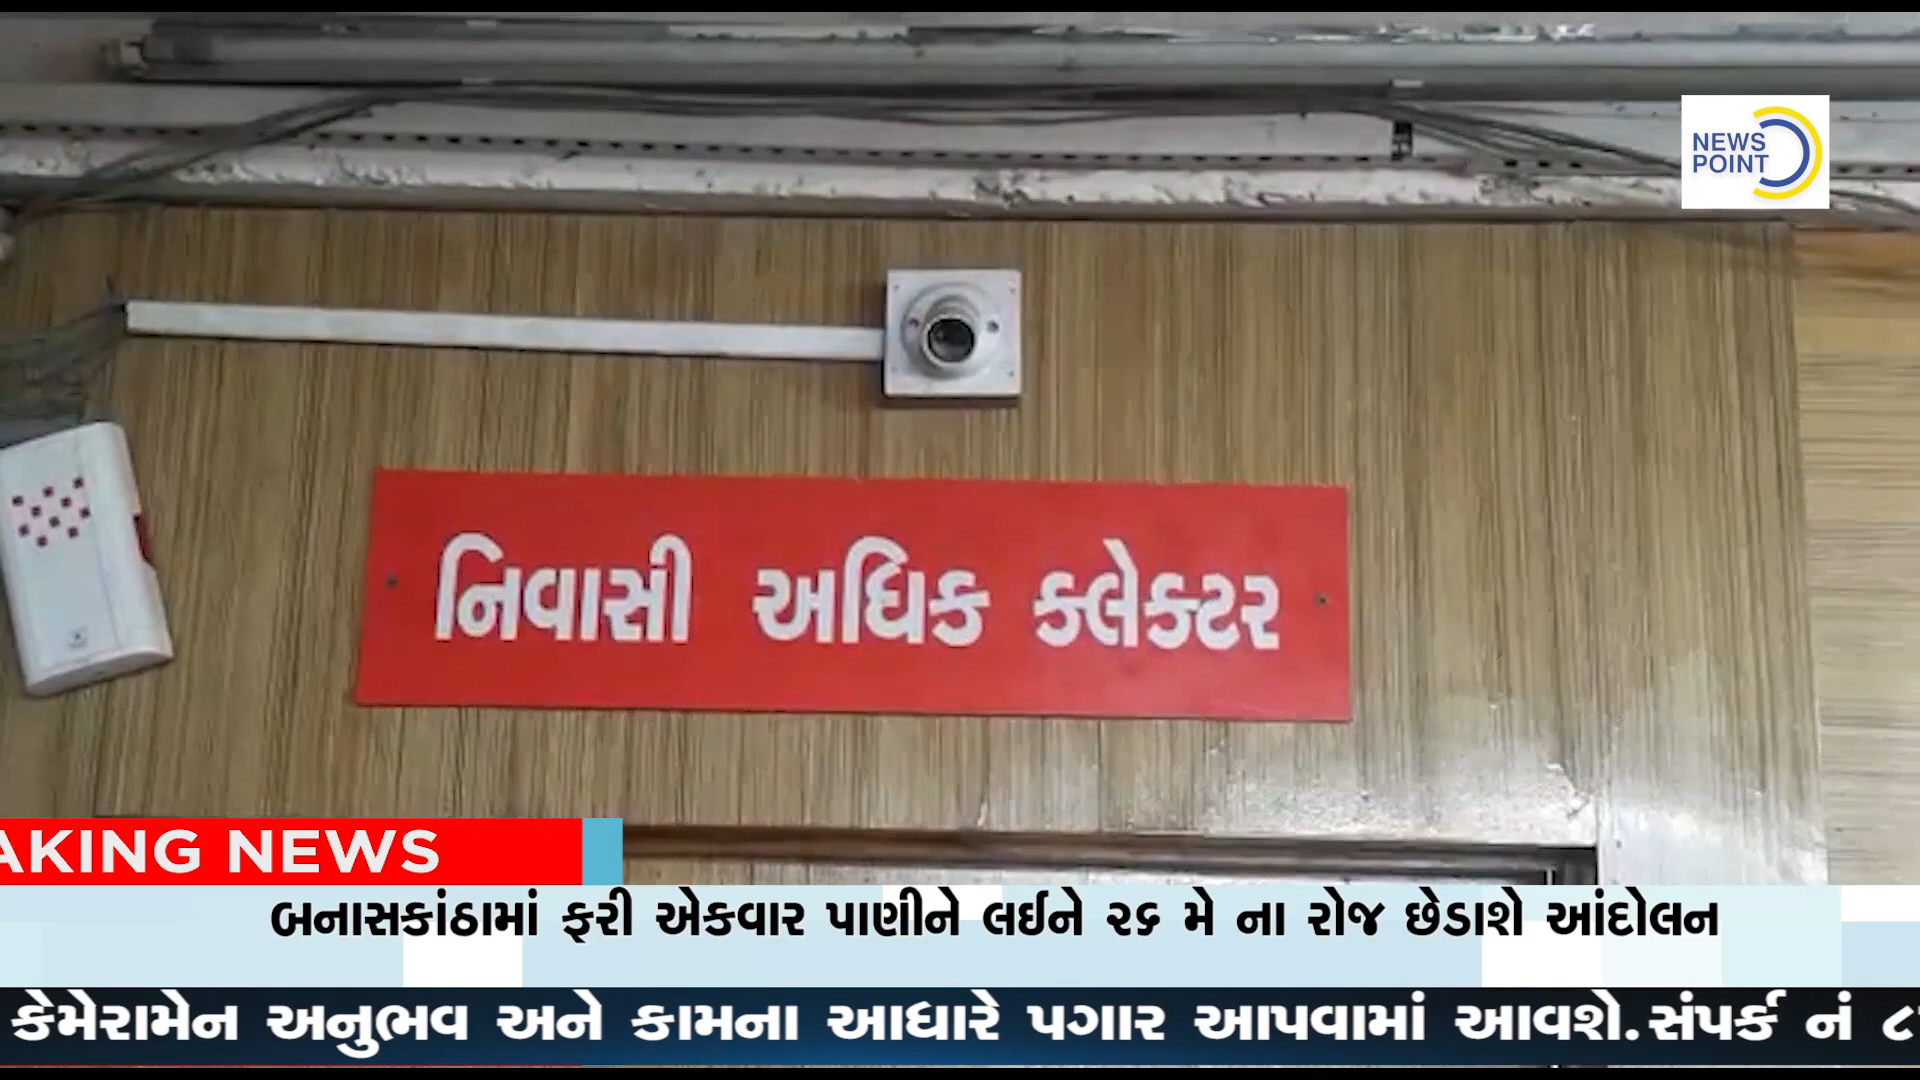 NEWS
POINT
નિવાસી અધિક ક્લેક્ટર
AKING NEWS
બનાસકાંઠામાં ફરી એકવાર પાણીને લઈને ૨૬ મે ના રોજ છેડાશે આંદોલન
કેમેરામેન અનુભવ અને કામના આધારે પગાર આપવામાં આવશે.સંપર્ક નં ૮